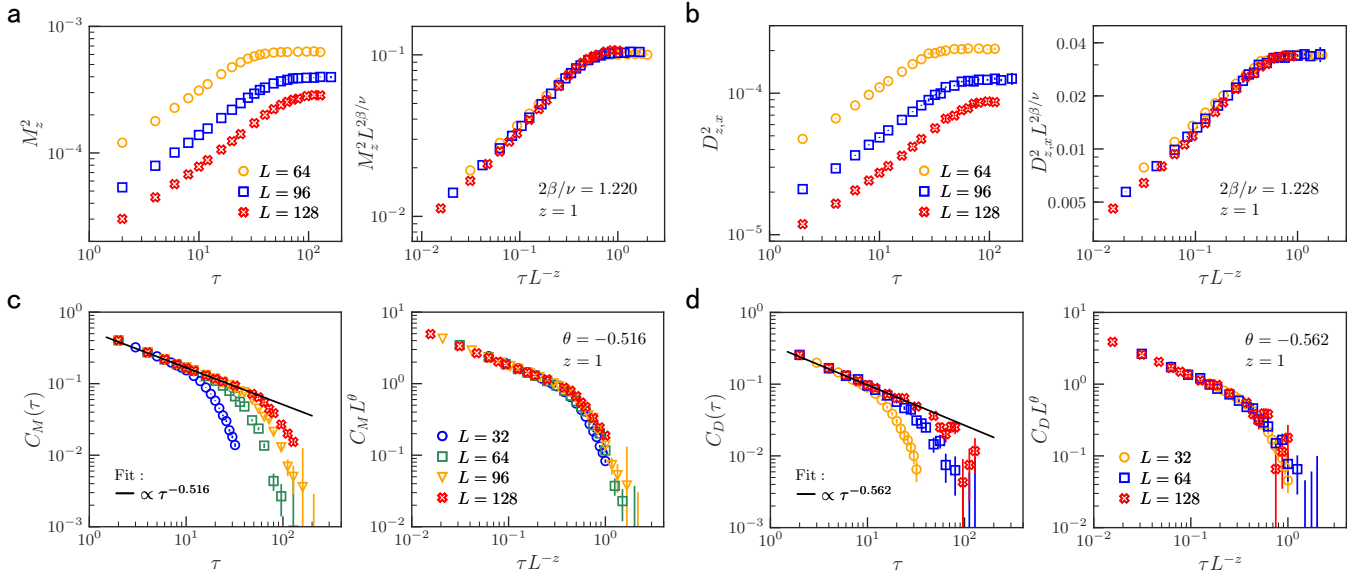 a
10^{-3}
10^{-4}
M_z^2
10^0
10^1
10^2
τ
L = 64
L = 96
L = 128
10^{-1}
10^{-2}
M_z^2 L^{2β/ν}
2β/ν = 1.220
z = 1
10^{-2}
10^{-1}
10^0
τL^{-z}
b
10^{-4}
10^{-5}
D_{z,x}^2
10^0
10^1
10^2
τ
L = 64
L = 96
L = 128
0.04
0.02
0.01
0.005
D_{z,x}^2 L^{2β/ν}
2β/ν = 1.228
z = 1
10^{-2}
10^{-1}
10^0
τL^{-z}
c
10^0
10^{-1}
10^{-2}
10^{-3}
C_M(τ)
Fit :
∝ τ^{-0.516}
10^0
10^1
10^2
τ
10^1
10^0
10^{-1}
10^{-2}
C_M L^θ
θ = −0.516
z = 1
L = 32
L = 64
L = 96
L = 128
10^{-2}
10^{-1}
10^0
τL^{-z}
d
10^0
10^{-1}
10^{-2}
10^{-3}
C_D(τ)
Fit :
∝ τ^{-0.562}
10^0
10^1
10^2
τ
10^1
10^0
10^{-1}
10^{-2}
C_D L^θ
θ = −0.562
z = 1
L = 32
L = 64
L = 128
10^{-2}
10^{-1}
10^0
τL^{-z}